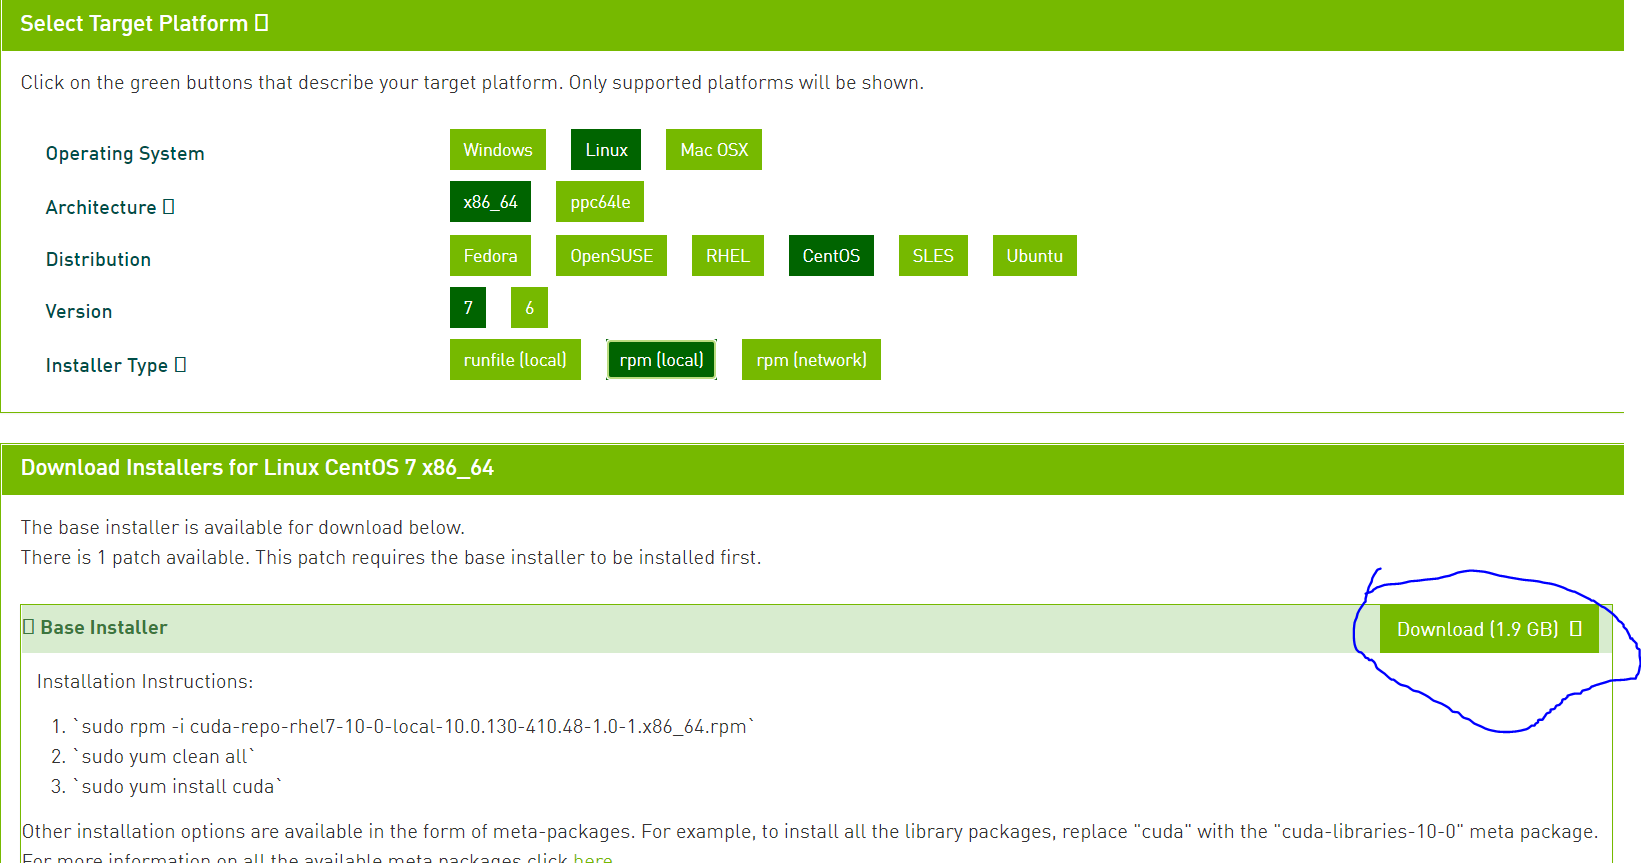 Select Target Platform
Click on the green buttons that describe your target platform. Only supported platforms will be shown.
Operating System Windows Linux Mac OSX
Architecture x86_64 ppc64le
Distribution Fedora OpenSUSE RHEL CentOS SLES Ubuntu
Version 7 6
Installer Type runfile (local) rpm (local) rpm (network)
Download Installers for Linux CentOS 7 x86_64
The base installer is available for download below.
There is 1 patch available. This patch requires the base installer to be installed first.
Base Installer Download (1.9 GB)
Installation Instructions:
1. `sudo rpm -i cuda-repo-rhel7-10-0-local-10.0.130-410.48-1.0-1.x86_64.rpm`
2. `sudo yum clean all`
3. `sudo yum install cuda`
Other installation options are available in the form of meta-packages. For example, to install all the library packages, replace "cuda" with the "cuda-libraries-10-0" meta package.
For more information on all the available meta packages click here